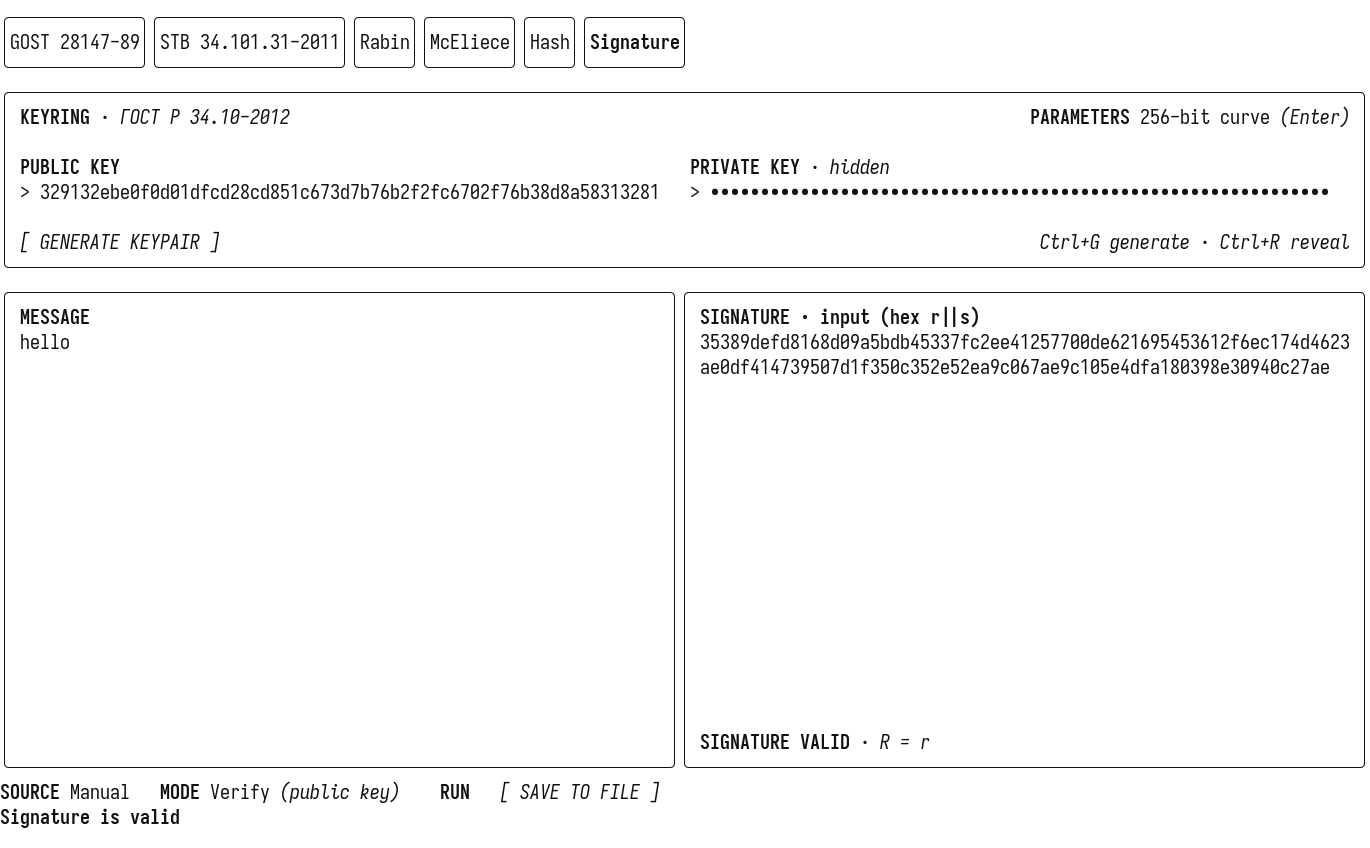 GOST 28147-89 STB 34.101.31-2011 Rabin McEliece Hash Signature
KEYRING · ГОСТ Р 34.10-2012 PARAMETERS 256-bit curve (Enter)
PUBLIC KEY PRIVATE KEY · hidden
> 329132ebe0f0d01dfcd28cd851c673d7b76b2f2fc6702f76b38d8a58313281 > ••••••••••••••••••••••••••••••••••••••••••••••••••••••••••••••
[ GENERATE KEYPAIR ] Ctrl+G generate · Ctrl+R reveal
MESSAGE
hello
SIGNATURE · input (hex r||s)
35389defd8168d09a5bdb45337fc2ee41257700de621695453612f6ec174d4623
ae0df414739507d1f350c352e52ea9c067ae9c105e4dfa180398e30940c27ae
SIGNATURE VALID · R = r
SOURCE Manual MODE Verify (public key) RUN [ SAVE TO FILE ]
Signature is valid